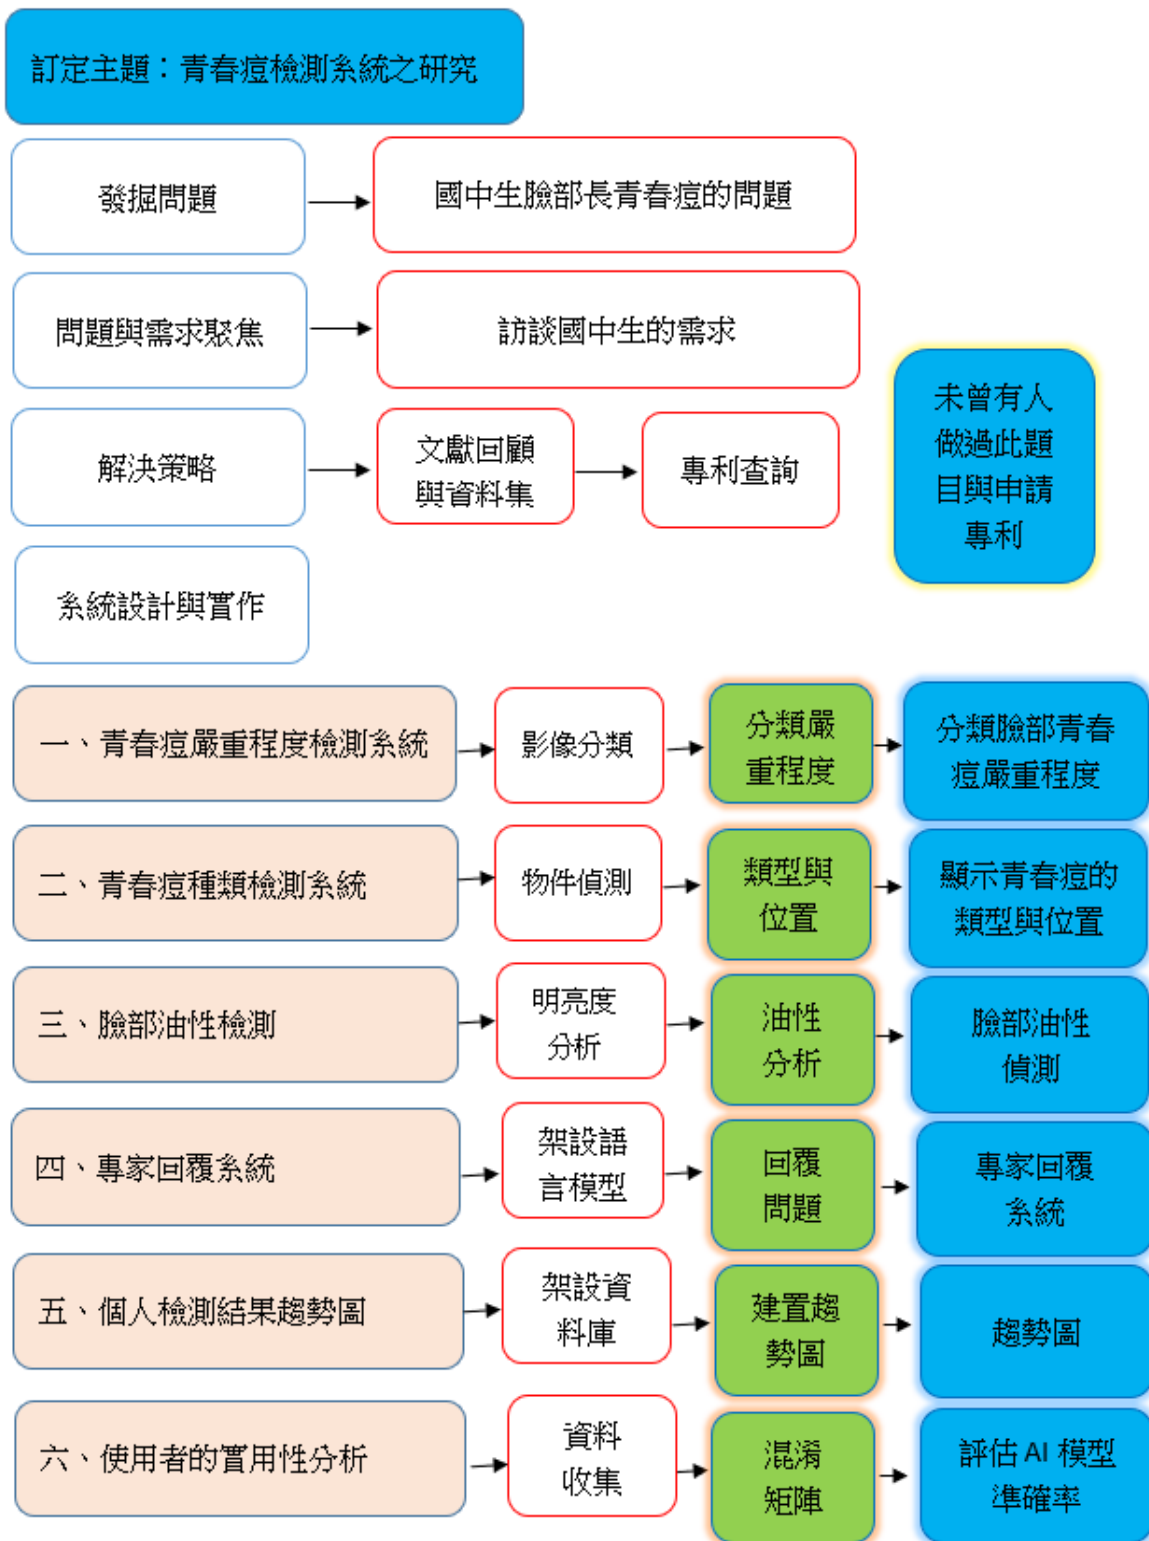 訂定主題：青春痘檢測系統之研究
發掘問題
國中生臉部長青春痘的問題
問題與需求聚焦
訪談國中生的需求
解決策略
文獻回顧
與資料集
專利查詢
未曾有人
做過此題
目與申請
專利
系統設計與實作
一、青春痘嚴重程度檢測系統
影像分類
分類嚴
重程度
分類臉部青春
痘嚴重程度
二、青春痘種類檢測系統
物件偵測
類型與
位置
顯示青春痘的
類型與位置
三、臉部油性檢測
明亮度
分析
油性
分析
臉部油性
偵測
四、專家回覆系統
架設語
言模型
回覆
問題
專家回覆
系統
五、個人檢測結果趨勢圖
架設資
料庫
建置趨
勢圖
趨勢圖
六、使用者的實用性分析
資料
收集
混淆
矩陣
評估 AI 模型
準確率